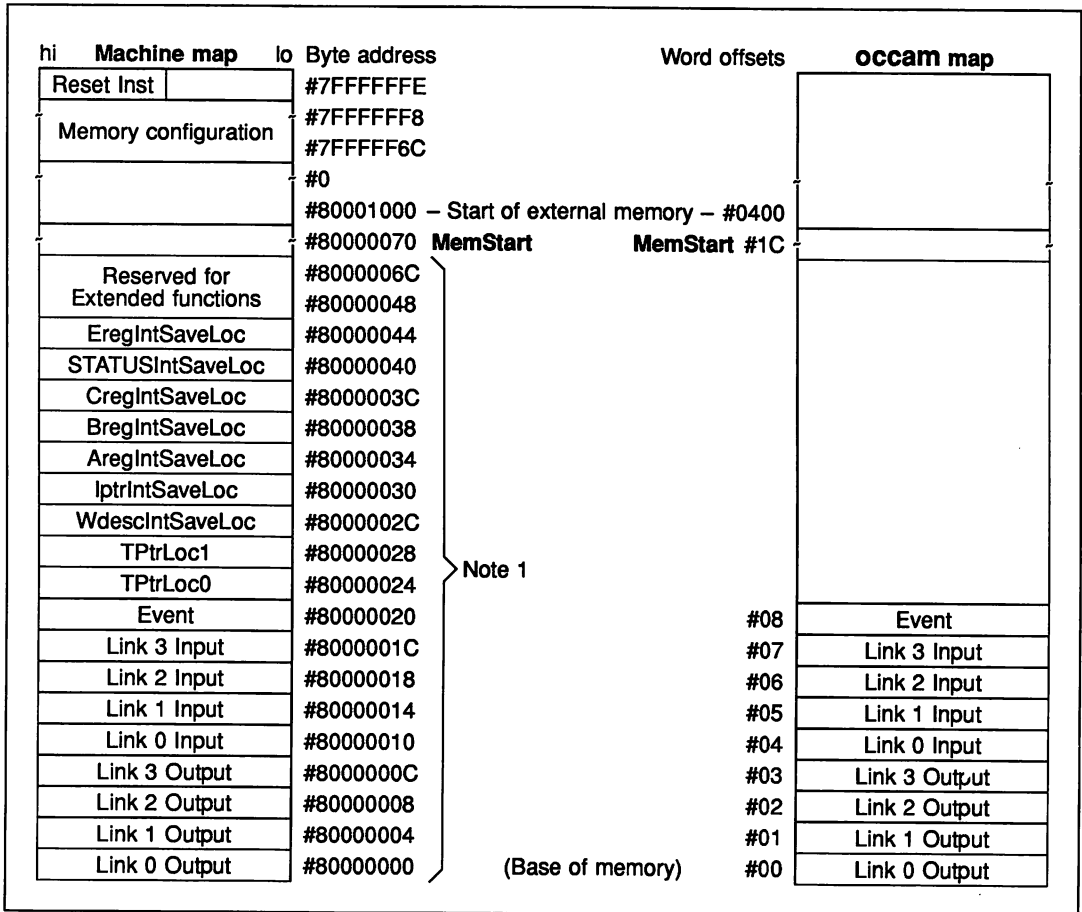 hi Machine map lo Byte address Word offsets occam map
Reset Inst #7FFFFFFE
#7FFFFFF8
Memory configuration
#7FFFFF6C
#0
#80001000 – Start of external memory – #0400
#80000070 MemStart MemStart #1C
Reserved for #8000006C
Extended functions #80000048
EregIntSaveLoc #80000044
STATUSIntSaveLoc #80000040
CregIntSaveLoc #8000003C
BregIntSaveLoc #80000038
AregIntSaveLoc #80000034
IptrIntSaveLoc #80000030
WdescIntSaveLoc #8000002C
TPtrLoc1 #80000028
Note 1
TPtrLoc0 #80000024
Event #80000020 #08 Event
Link 3 Input #8000001C #07 Link 3 Input
Link 2 Input #80000018 #06 Link 2 Input
Link 1 Input #80000014 #05 Link 1 Input
Link 0 Input #80000010 #04 Link 0 Input
Link 3 Output #8000000C #03 Link 3 Output
Link 2 Output #80000008 #02 Link 2 Output
Link 1 Output #80000004 #01 Link 1 Output
Link 0 Output #80000000 (Base of memory) #00 Link 0 Output